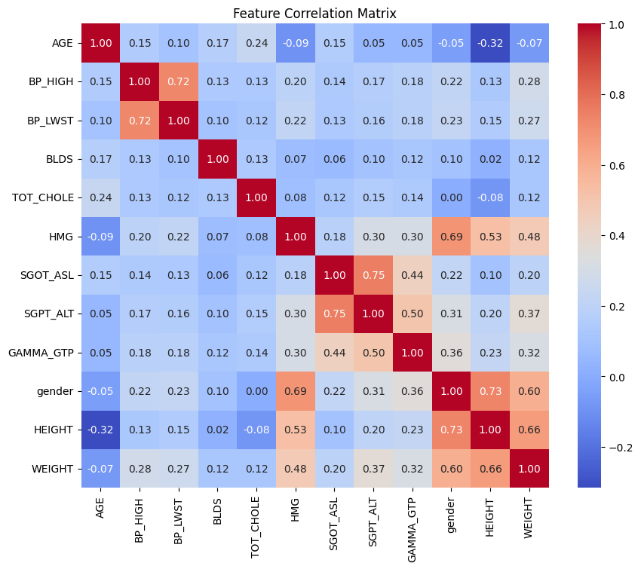 Feature Correlation Matrix
AGE 1.00 0.15 0.10 0.17 0.24 -0.09 0.15 0.05 0.05 -0.05 -0.32 -0.07
BP_HIGH 0.15 1.00 0.72 0.13 0.13 0.20 0.14 0.17 0.18 0.22 0.13 0.28
BP_LWST 0.10 0.72 1.00 0.10 0.12 0.22 0.13 0.16 0.18 0.23 0.15 0.27
BLDS 0.17 0.13 0.10 1.00 0.13 0.07 0.06 0.10 0.12 0.10 0.02 0.12
TOT_CHOLE 0.24 0.13 0.12 0.13 1.00 0.08 0.12 0.15 0.14 0.00 -0.08 0.12
HMG -0.09 0.20 0.22 0.07 0.08 1.00 0.18 0.30 0.30 0.69 0.53 0.48
SGOT_ASL 0.15 0.14 0.13 0.06 0.12 0.18 1.00 0.75 0.44 0.22 0.10 0.20
SGPT_ALT 0.05 0.17 0.16 0.10 0.15 0.30 0.75 1.00 0.50 0.31 0.20 0.37
GAMMA_GTP 0.05 0.18 0.18 0.12 0.14 0.30 0.44 0.50 1.00 0.36 0.23 0.32
gender -0.05 0.22 0.23 0.10 0.00 0.69 0.22 0.31 0.36 1.00 0.73 0.60
HEIGHT -0.32 0.13 0.15 0.02 -0.08 0.53 0.10 0.20 0.23 0.73 1.00 0.66
WEIGHT -0.07 0.28 0.27 0.12 0.12 0.48 0.20 0.37 0.32 0.60 0.66 1.00
AGE BP_HIGH BP_LWST BLDS TOT_CHOLE HMG SGOT_ASL SGPT_ALT GAMMA_GTP gender HEIGHT WEIGHT
1.0
0.8
0.6
0.4
0.2
0.0
−0.2